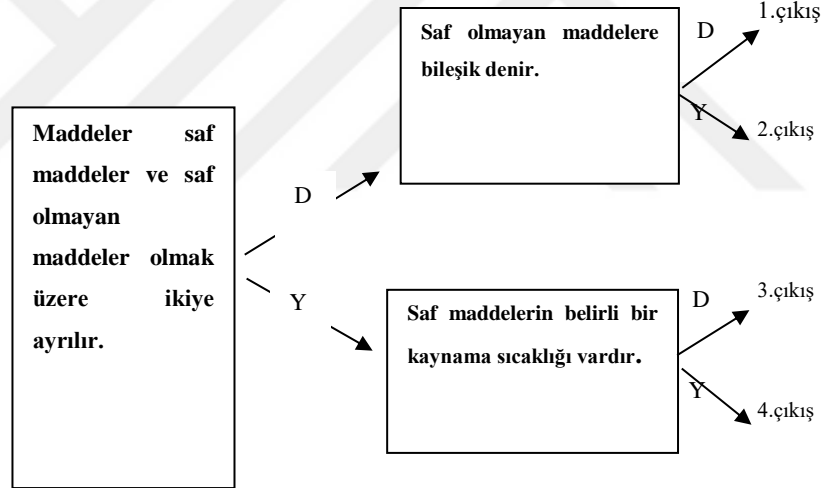 Maddeler saf
maddeler ve saf
olmayan
maddeler olmak
üzere ikiye
ayrılır.
D
Y
Saf olmayan maddelere
bileşik denir.
D
1.çıkış
Y
2.çıkış
Saf maddelerin belirli bir
kaynama sıcaklığı vardır.
D
3.çıkış
Y
4.çıkış